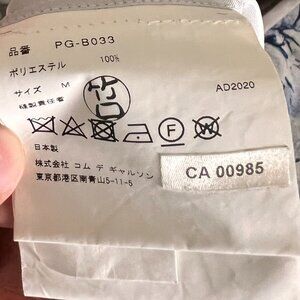 品番 PG-B033
ポリエステル 100%
サイズ M AD2020
縫製責任者
日本製
株式会社 コム デ ギャルソン
東京都港区南青山5-11-5
CA 00985